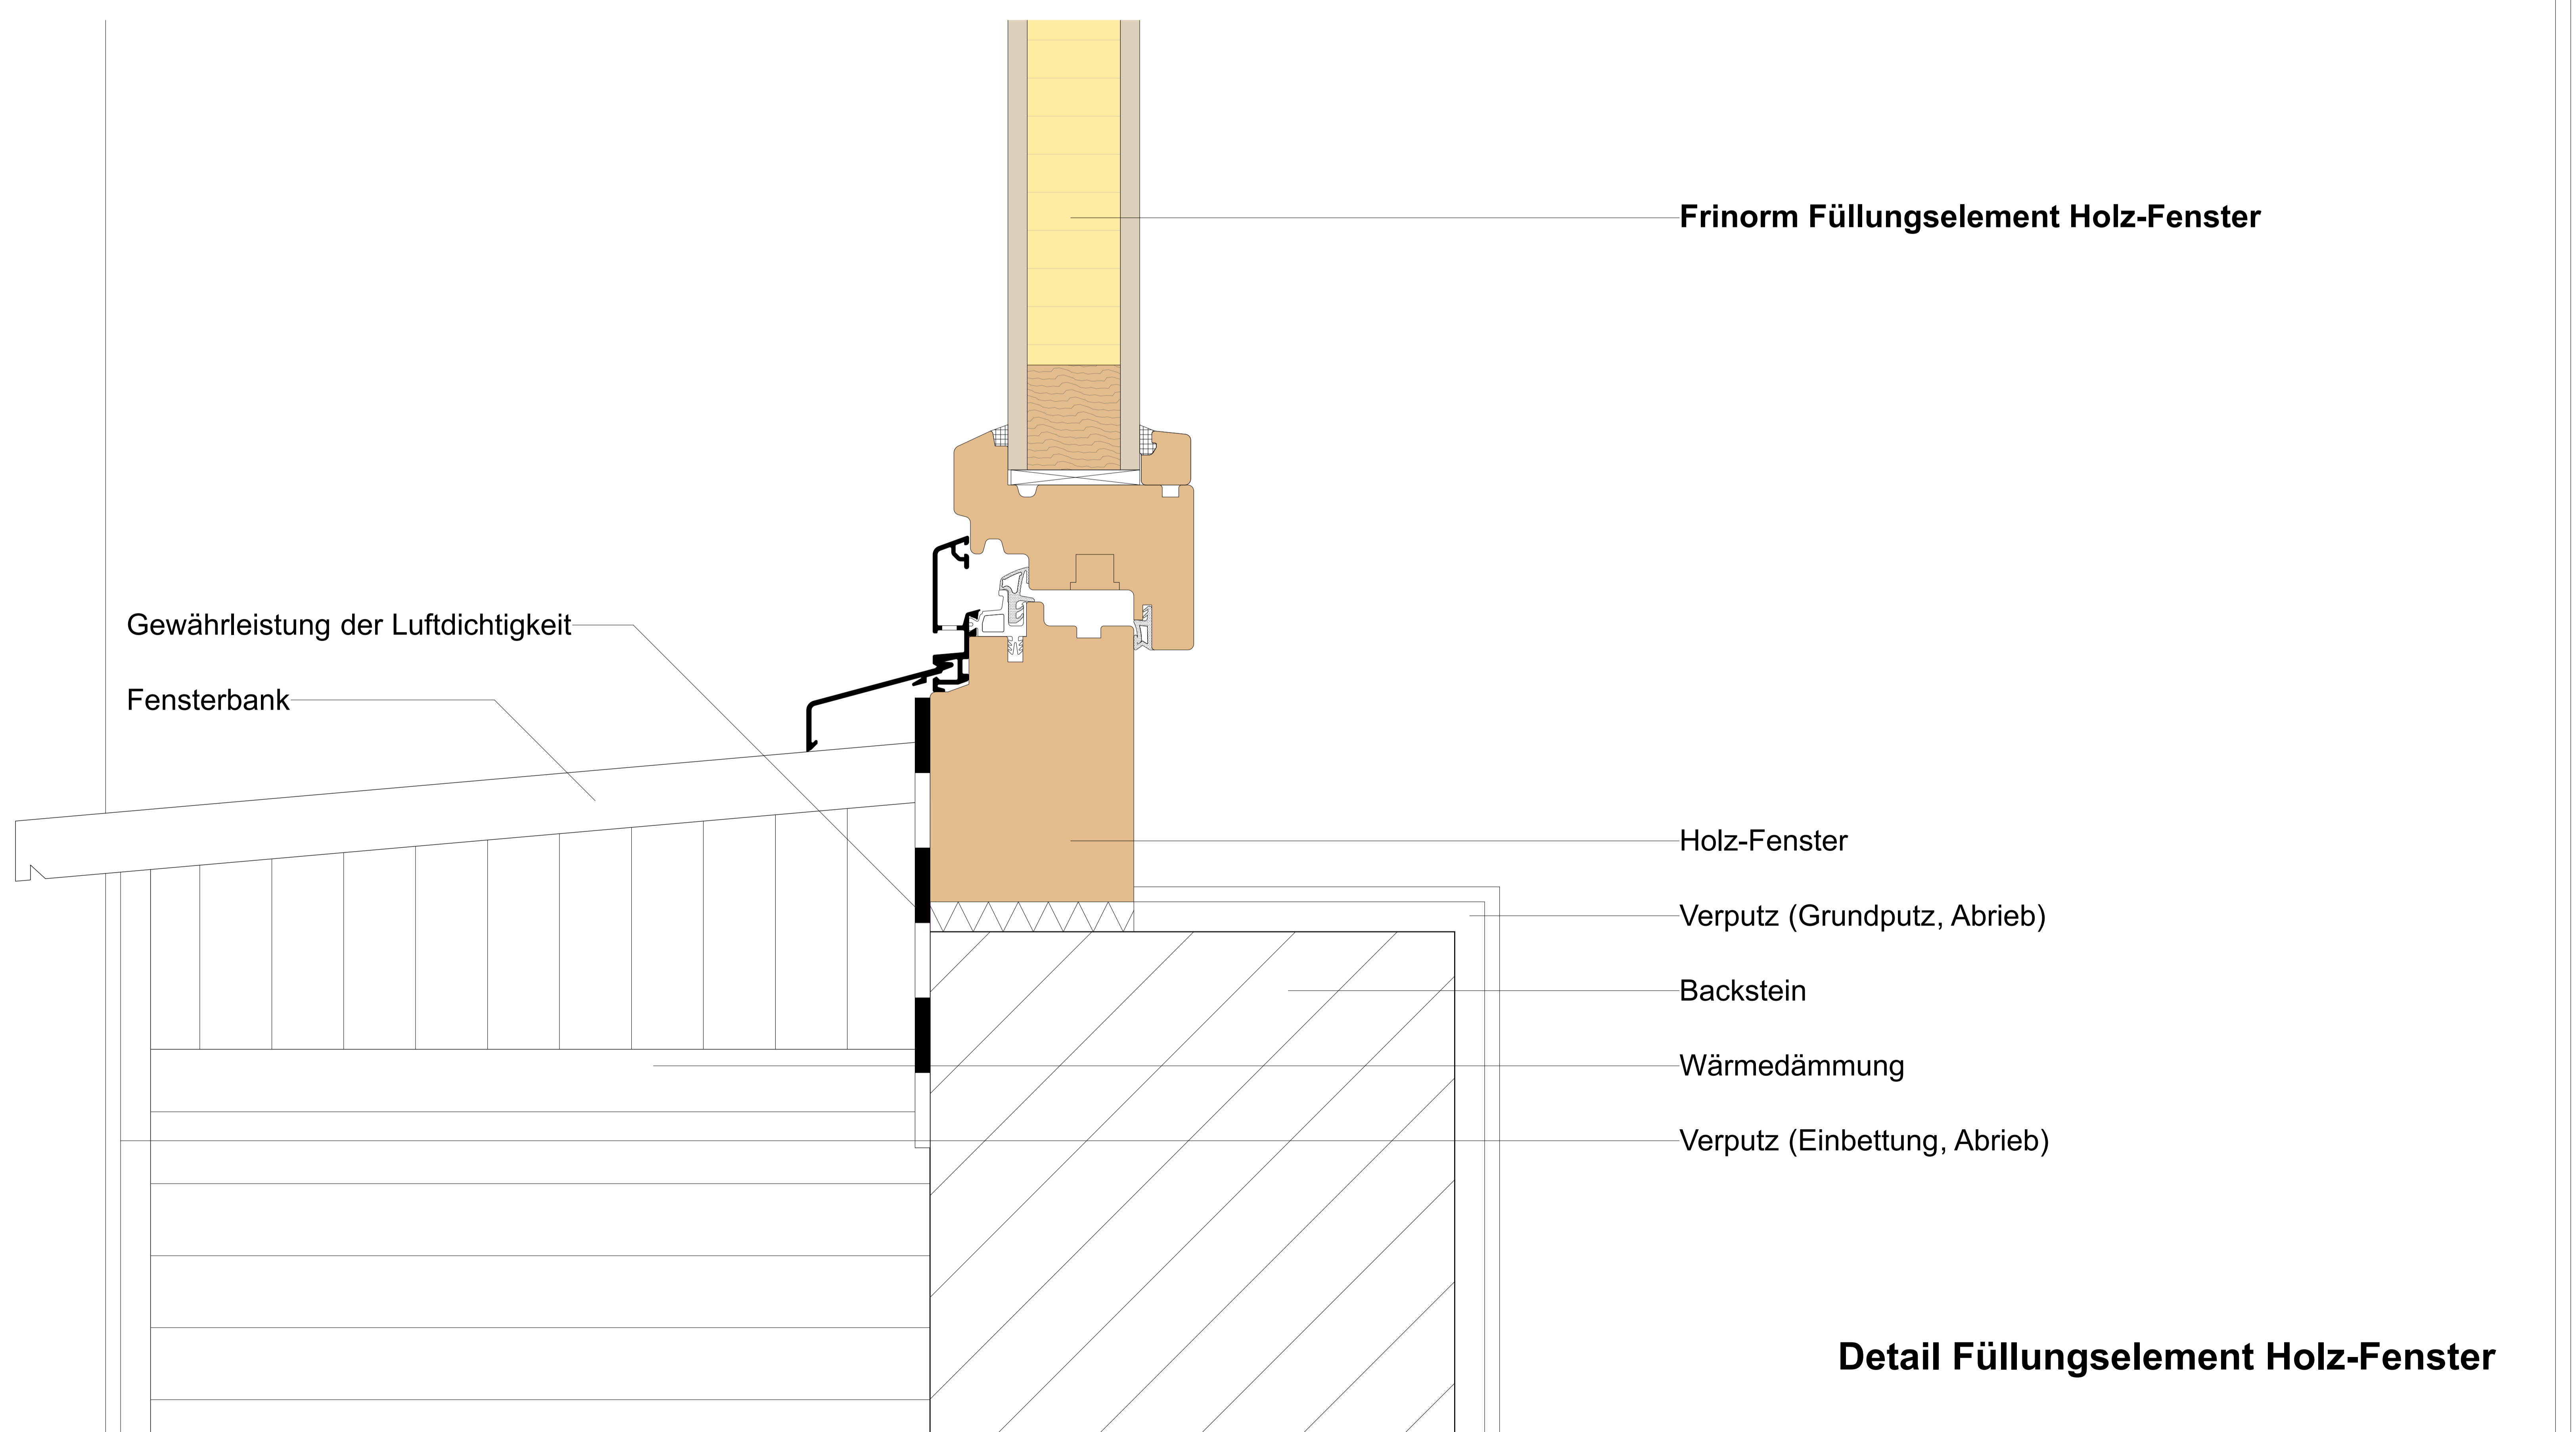 Frinorm Füllungselement Holz-Fenster
Gewährleistung der Luftdichtigkeit
Fensterbank
Holz-Fenster
Verputz (Grundputz, Abrieb)
Backstein
Wärmedämmung
Verputz (Einbettung, Abrieb)
Detail Füllungselement Holz-Fenster